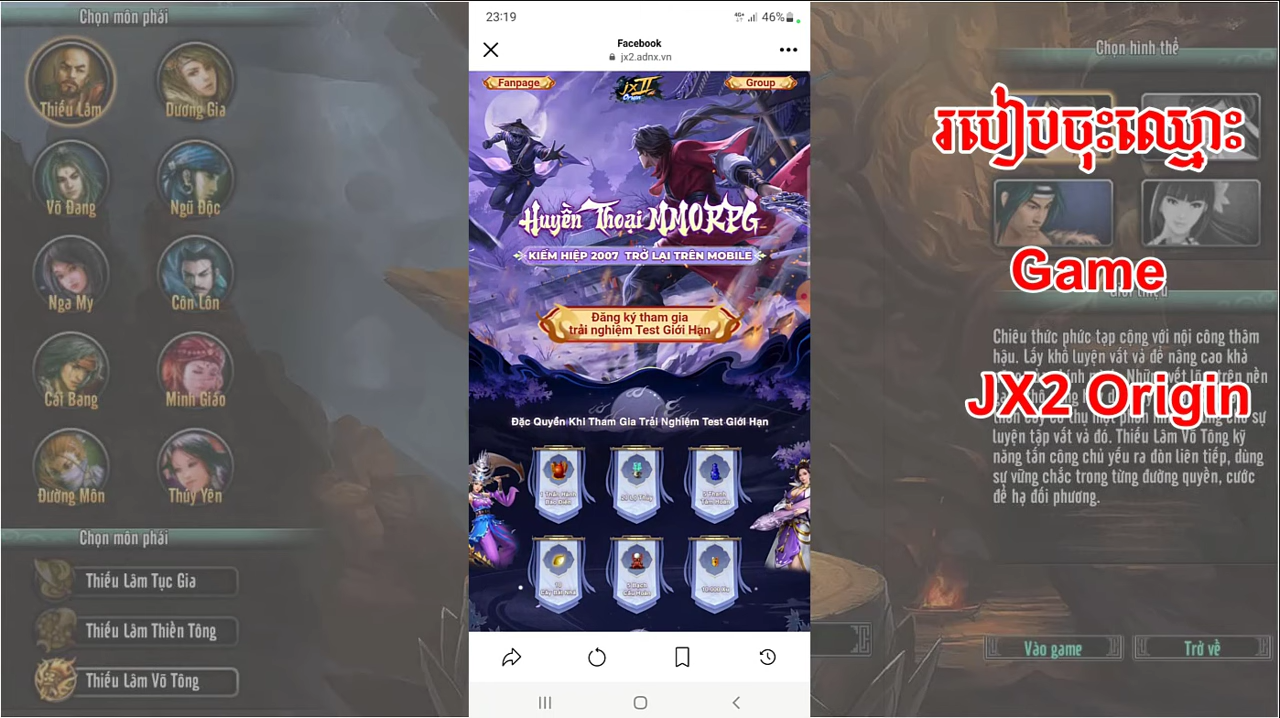 Chọn môn phái
Thiếu Lâm
Dương Gia
Võ Đang
Ngũ Độc
Nga My
Côn Lôn
Cái Bang
Minh Giáo
Đường Môn
Thúy Yên
Chọn môn phái
Thiếu Lâm Tục Gia
Thiếu Lâm Thiền Tông
Thiếu Lâm Võ Tông
23:19
4G+
46%
Facebook
jx2.adnx.vn
Fanpage
JXII
Origin
Group
Huyền Thoại MMORPG
KIẾM HIỆP 2007 TRỞ LẠI TRÊN MOBILE
Đăng ký tham gia
trải nghiệm Test Giới Hạn
Đặc Quyền Khi Tham Gia Trải Nghiệm Test Giới Hạn
Chọn hình thể
របៀបចុះឈ្មោះ
Game
Giới thiệu
Chiêu thức phức tạp cộng với nội công thâm
hậu. Lấy khổ luyện vất và để nâng cao khả
JX2 Origin
luyện tập vất và đó. Thiếu Lâm Võ Tông kỹ
năng tấn công chủ yếu ra đòn liên tiếp, dùng
sự vững chắc trong từng đường quyền, cước
để hạ đối phương.
Vào game
Trở về